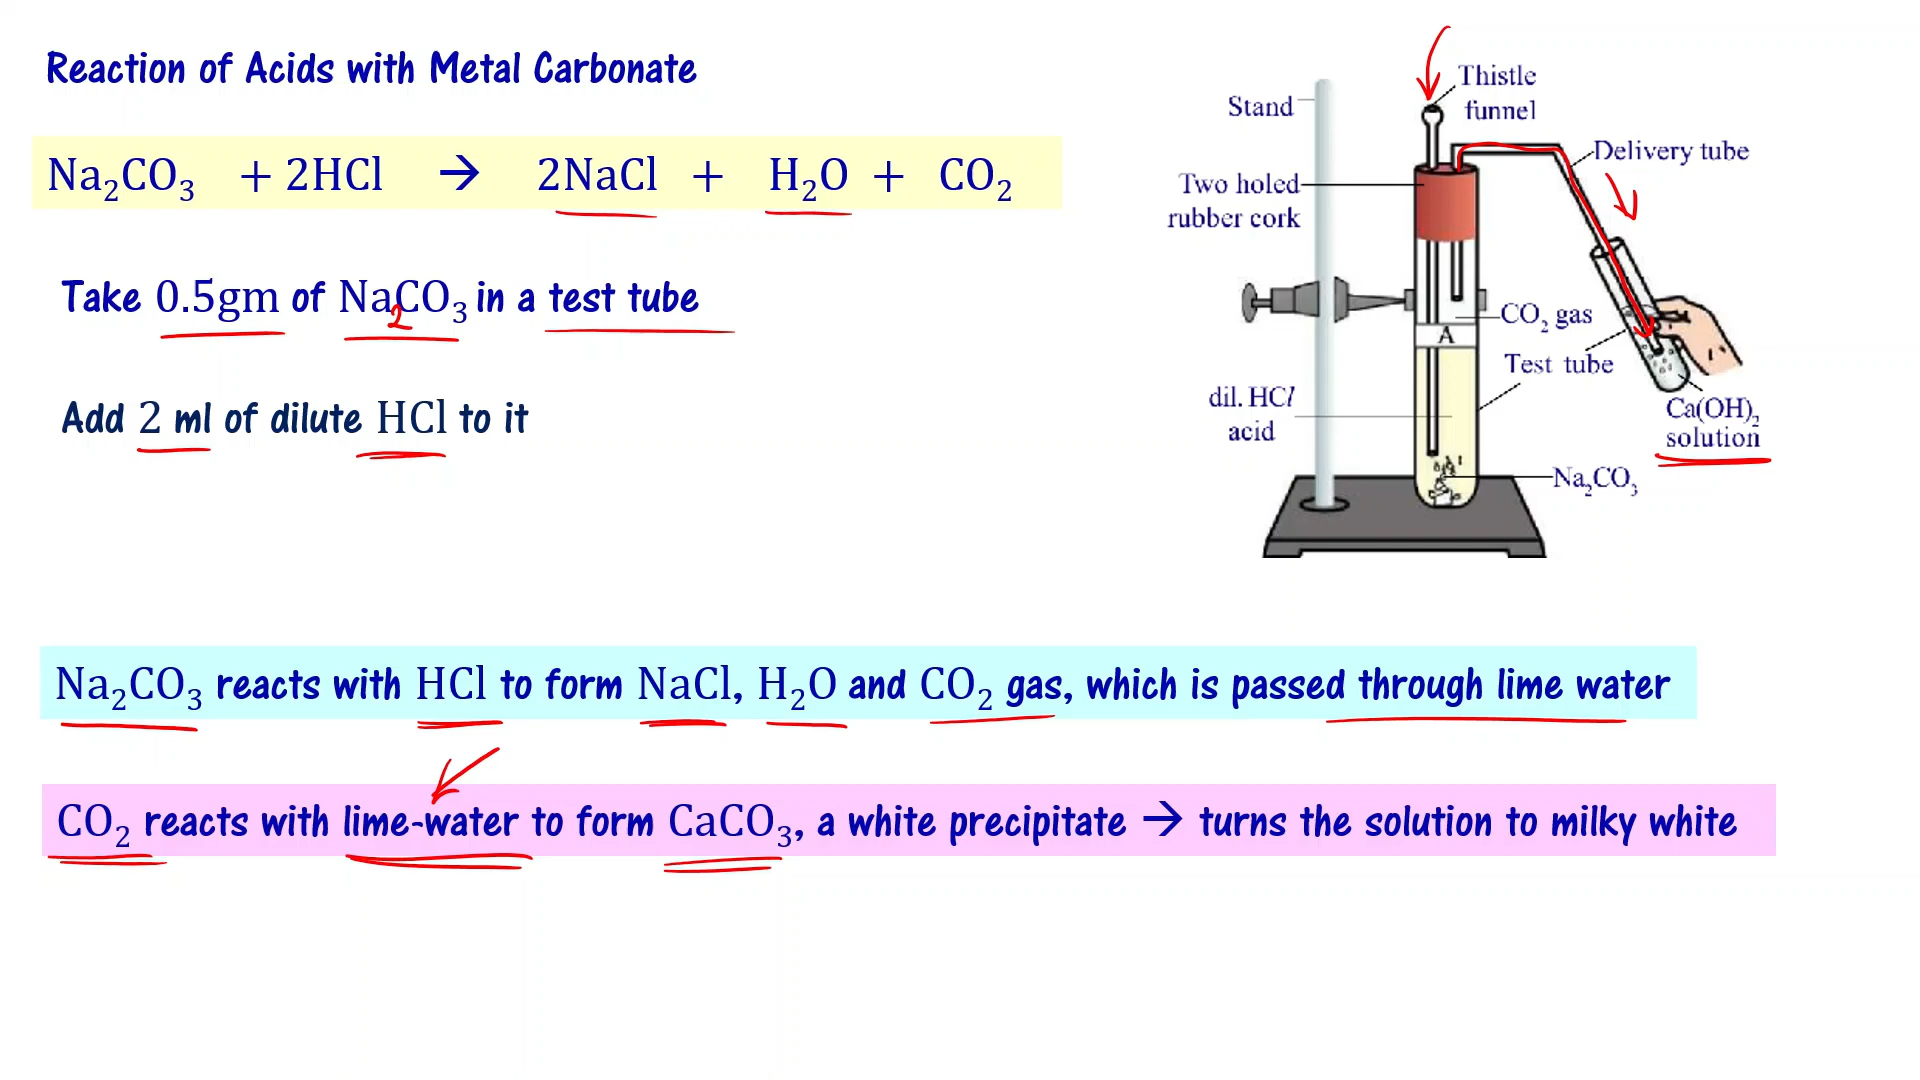 Reaction of Acids with Metal Carbonate
Na₂CO₃ + 2HCl → 2NaCl + H₂O + CO₂
Take 0.5gm of NaCO₃ in a test tube
2
Add 2 ml of dilute HCl to it
Stand
Thistle
funnel
Delivery tube
Two holed
rubber cork
CO₂ gas
A
Test tube
dil. HCl
acid
Ca(OH)₂
solution
Na₂CO₃
Na₂CO₃ reacts with HCl to form NaCl, H₂O and CO₂ gas, which is passed through lime water
CO₂ reacts with lime-water to form CaCO₃, a white precipitate → turns the solution to milky white